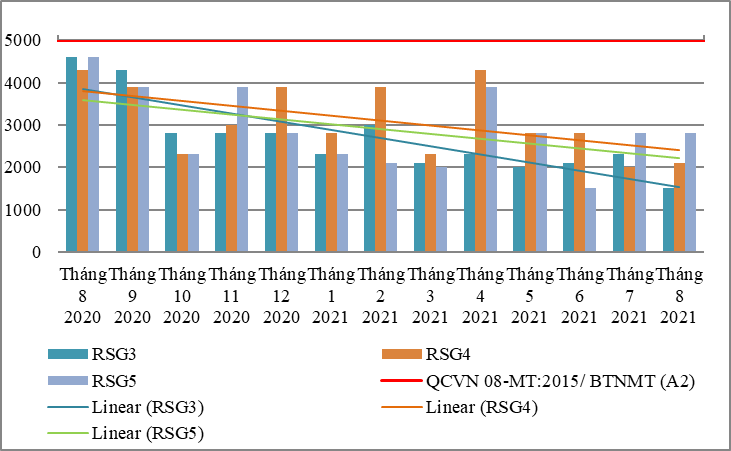 5000
4000
3000
2000
1000
0
Tháng Tháng Tháng Tháng Tháng Tháng Tháng Tháng Tháng Tháng Tháng Tháng Tháng
8 9 10 11 12 1 2 3 4 5 6 7 8
2020 2020 2020 2020 2020 2021 2021 2021 2021 2021 2021 2021 2021
RSG3 RSG4
RSG5 QCVN 08-MT:2015/ BTNMT (A2)
Linear (RSG3) Linear (RSG4)
Linear (RSG5)